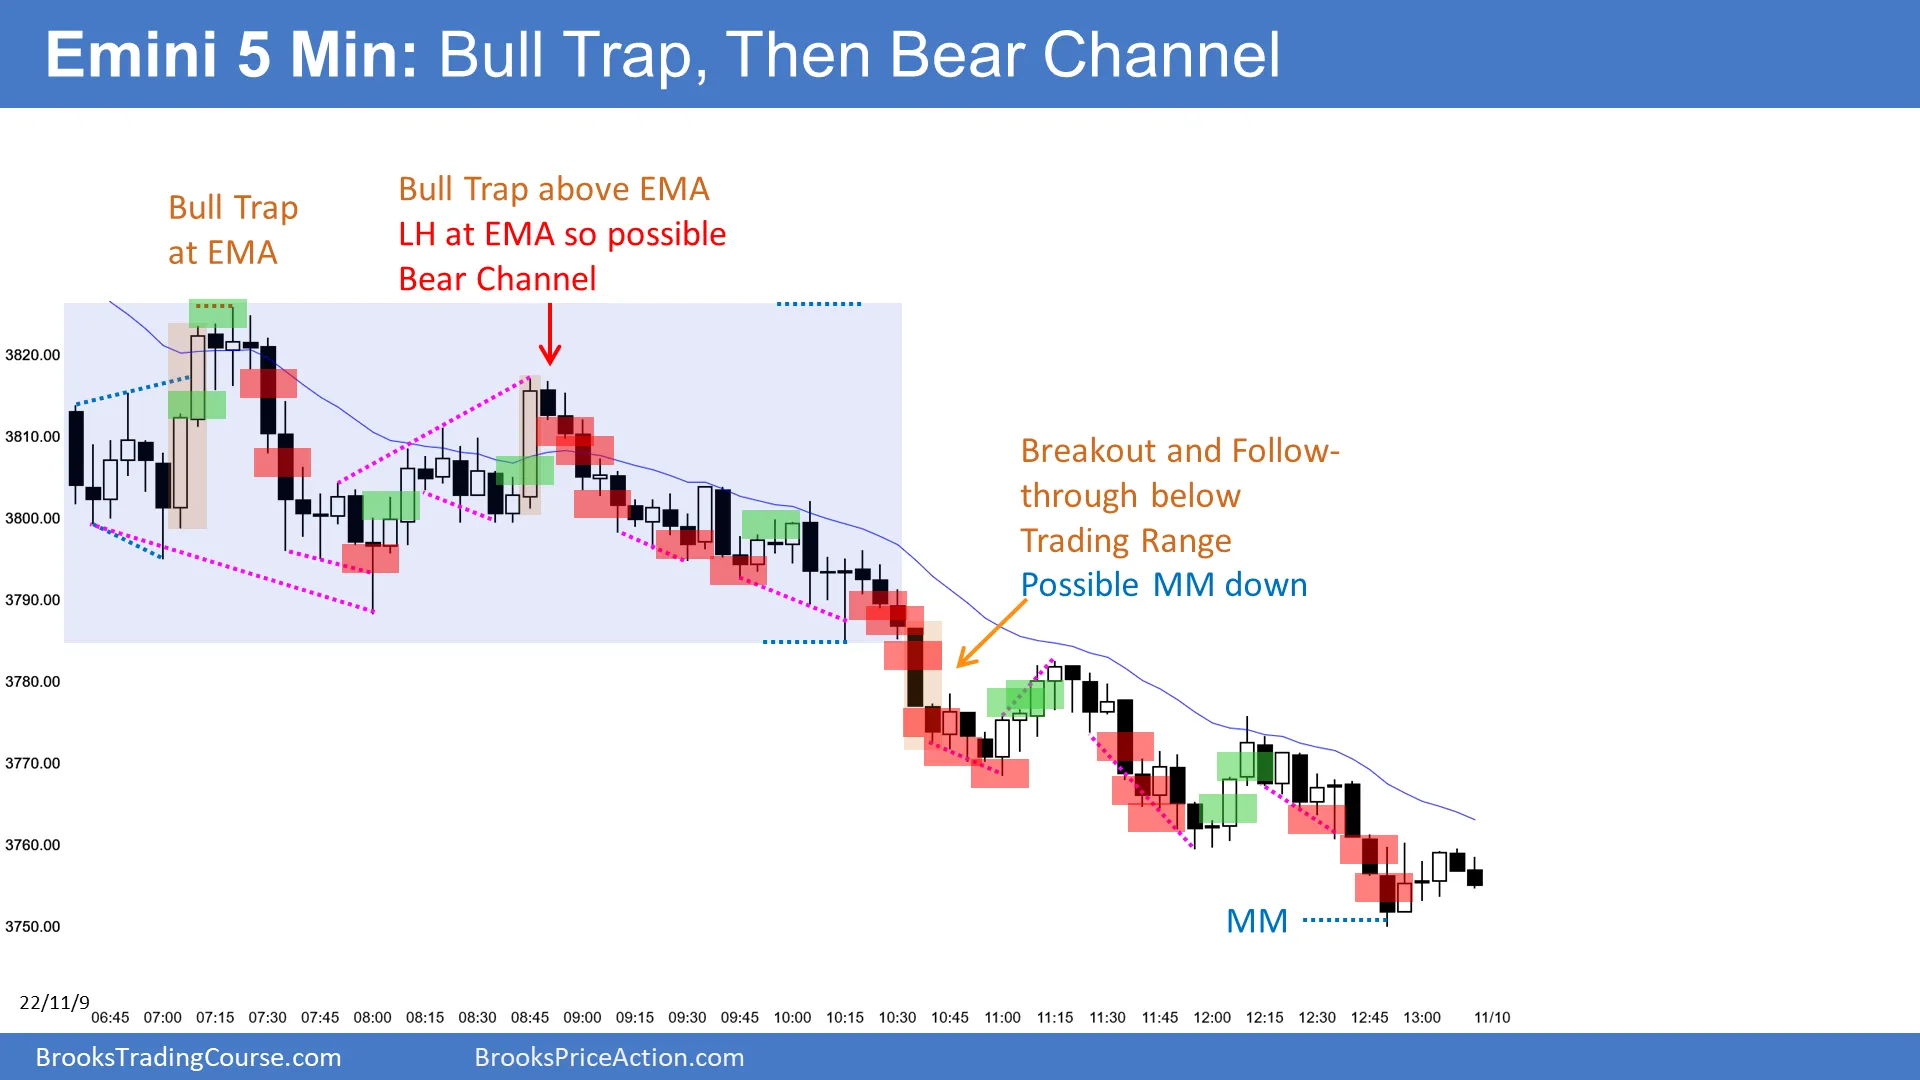 Emini 5 Min: Bull Trap, Then Bear Channel
Bull Trap
at EMA
Bull Trap above EMA
LH at EMA so possible
Bear Channel
Breakout and Follow-
through below
Trading Range
Possible MM down
MM
3820.00
3810.00
3800.00
3790.00
3780.00
3770.00
3760.00
3750.00
22/11/9
06:45 07:00 07:15 07:30 07:45 08:00 08:15 08:30 08:45 09:00 09:15 09:30 09:45 10:00 10:15 10:30 10:45 11:00 11:15 11:30 11:45 12:00 12:15 12:30 12:45 13:00 11/10
BrooksTradingCourse.com BrooksPriceAction.com